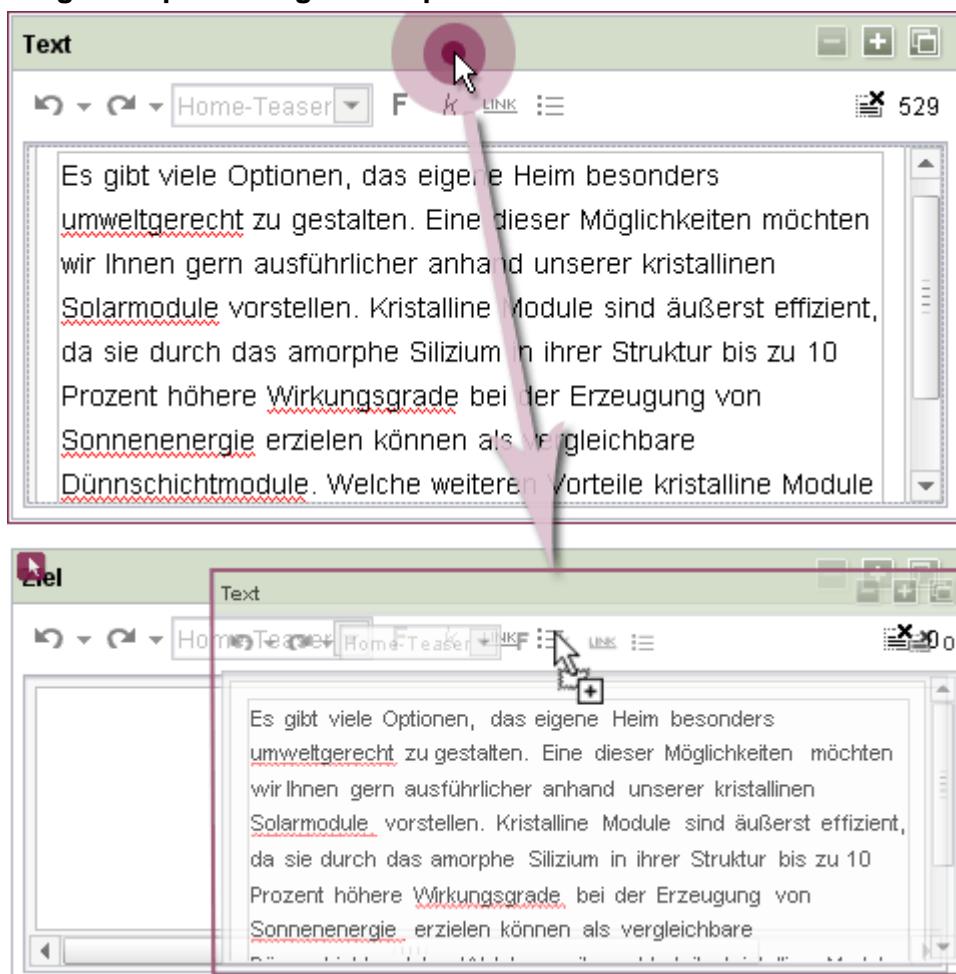 Text
Home-Teaser F k LINK 529
Es gibt viele Optionen, das eigene Heim besonders
umweltgerecht zu gestalten. Eine dieser Möglichkeiten möchten
wir Ihnen gern ausführlicher anhand unserer kristallinen
Solarmodule vorstellen. Kristalline Module sind äußerst effizient,
da sie durch das amorphe Silizium in ihrer Struktur bis zu 10
Prozent höhere Wirkungsgrade bei der Erzeugung von
Sonnenenergie erzielen können als vergleichbare
Dünnschichtmodule. Welche weiteren Vorteile kristalline Module
Ziel
Text
Home-Teaser F LINK
Es gibt viele Optionen, das eigene Heim besonders
umweltgerecht zu gestalten. Eine dieser Möglichkeiten möchten
wir Ihnen gern ausführlicher anhand unserer kristallinen
Solarmodule vorstellen. Kristalline Module sind äußerst effizient,
da sie durch das amorphe Silizium in ihrer Struktur bis zu 10
Prozent höhere Wirkungsgrade bei der Erzeugung von
Sonnenenergie erzielen können als vergleichbare